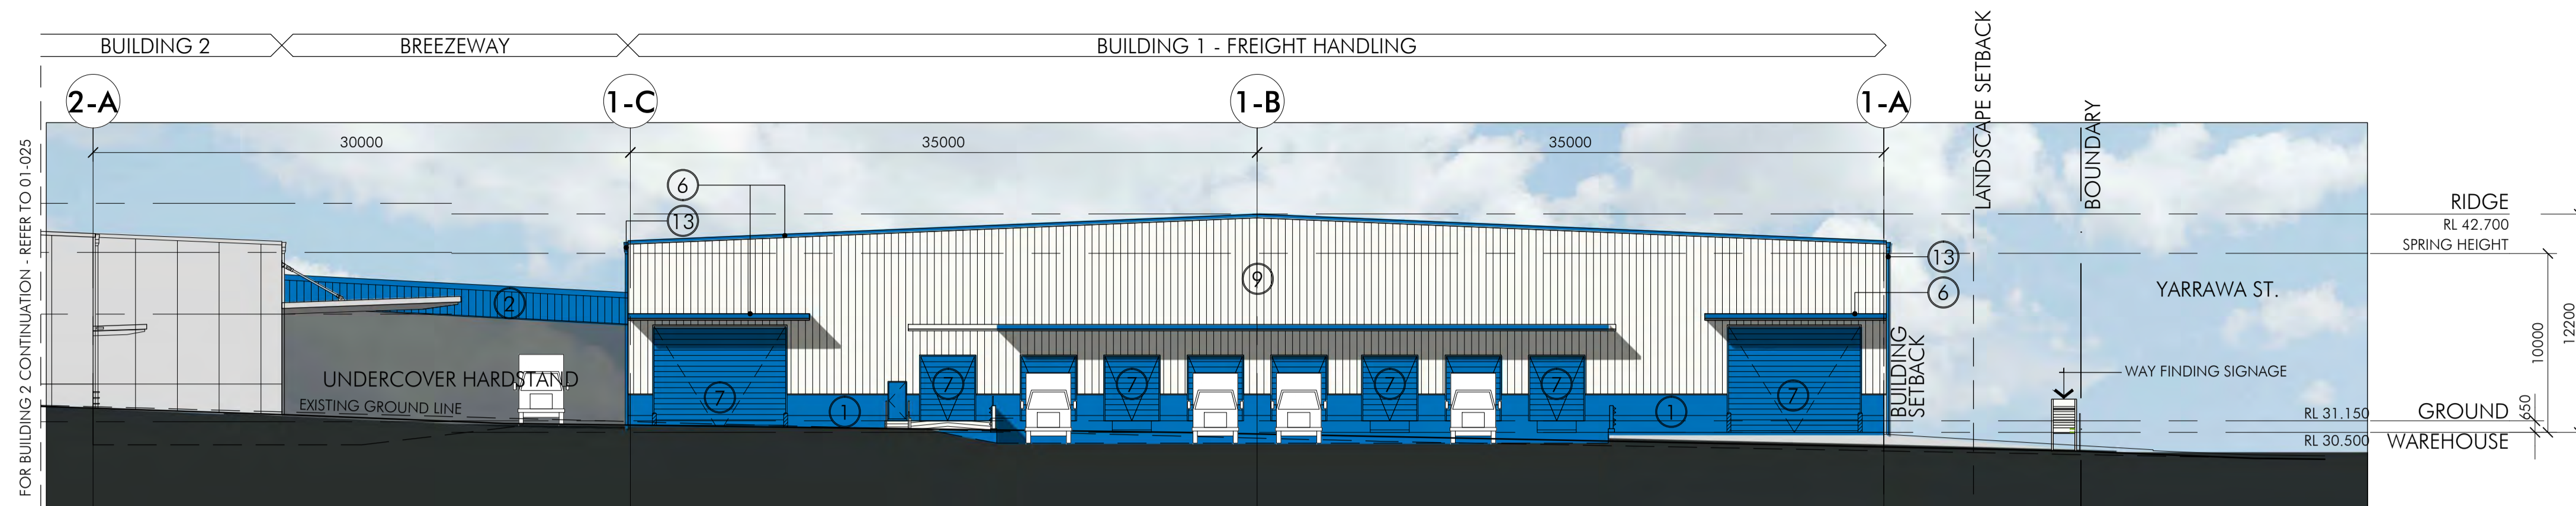 BUILDING 2
BREEZEWAY
BUILDING 1 - FREIGHT HANDLING
LANDSCAPE SETBACK
2-A
1-C
1-B
1-A
BOUNDARY
30000
35000
35000
FOR BUILDING 2 CONTINUATION - REFER TO 01-025
6
13
RIDGE
RL 42.700
SPRING HEIGHT
13
9
6
2
YARRAWA ST.
BUILDING
SETBACK
10000
12200
UNDERCOVER HARDSTAND
EXISTING GROUND LINE
WAY FINDING SIGNAGE
7
1
7
7
7
7
1
7
RL 31.150
GROUND
650
RL 30.500
WAREHOUSE